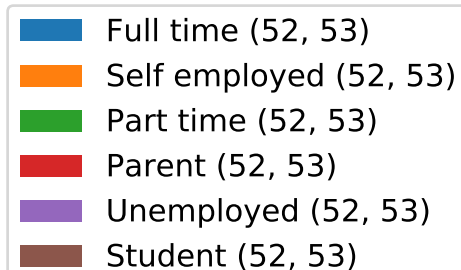 Full time (52, 53)
Self employed (52, 53)
Part time (52, 53)
Parent (52, 53)
Unemployed (52, 53)
Student (52, 53)